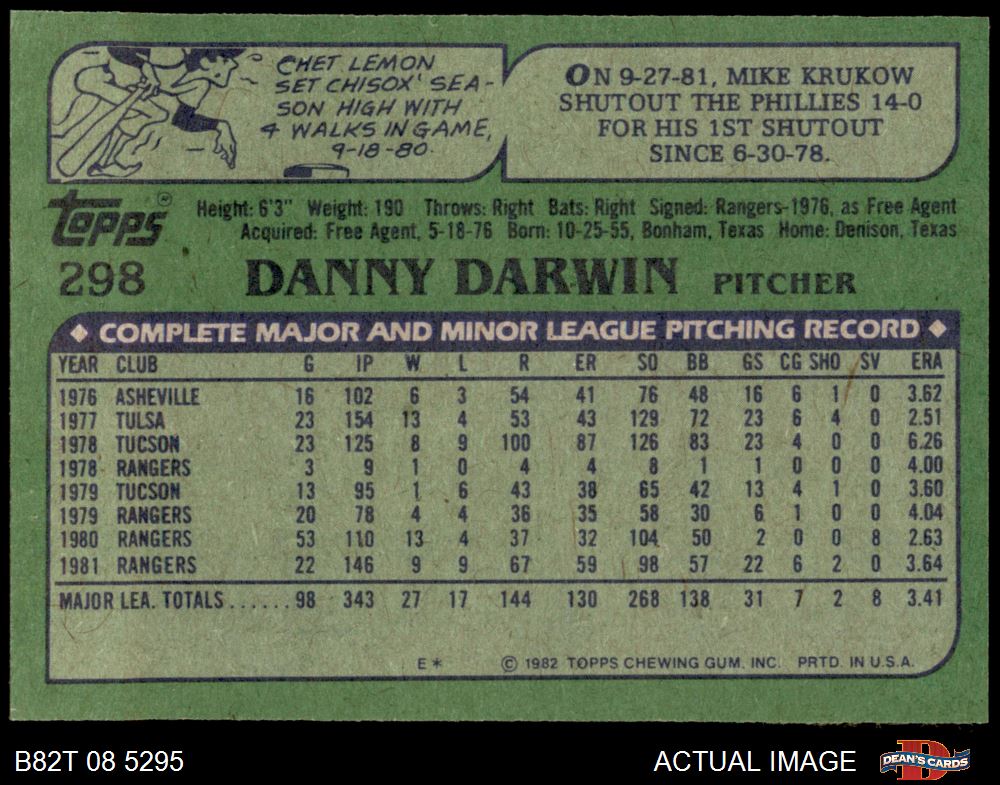 CHET LEMON
SET CHISOX' SEA-
SON HIGH WITH
4 WALKS IN GAME,
9-18-80.
ON 9-27-81, MIKE KRUKOW
SHUTOUT THE PHILLIES 14-0
FOR HIS 1ST SHUTOUT
SINCE 6-30-78.
topps®
Height: 6'3" Weight: 190 Throws: Right Bats: Right Signed: Rangers-1976, as Free Agent
Acquired: Free Agent, 5-18-76 Born: 10-25-55, Bonham, Texas Home: Denison, Texas
298 DANNY DARWIN PITCHER
◆ COMPLETE MAJOR AND MINOR LEAGUE PITCHING RECORD ◆
YEAR CLUB G IP W L R ER SO BB GS CG SHO SV ERA
1976 ASHEVILLE 16 102 6 3 54 41 76 48 16 6 1 0 3.62
1977 TULSA 23 154 13 4 53 43 129 72 23 6 4 0 2.51
1978 TUCSON 23 125 8 9 100 87 126 83 23 4 0 0 6.26
1978 RANGERS 3 9 1 0 4 4 8 1 1 0 0 0 4.00
1979 TUCSON 13 95 1 6 43 38 65 42 13 4 1 0 3.60
1979 RANGERS 20 78 4 4 36 35 58 30 6 1 0 0 4.04
1980 RANGERS 53 110 13 4 37 32 104 50 2 0 0 8 2.63
1981 RANGERS 22 146 9 9 67 59 98 57 22 6 2 0 3.64
MAJOR LEA. TOTALS......98 343 27 17 144 130 268 138 31 7 2 8 3.41
E* © 1982 TOPPS CHEWING GUM, INC. PRTD. IN U.S.A.
B82T 08 5295 ACTUAL IMAGE DEAN'S CARDS